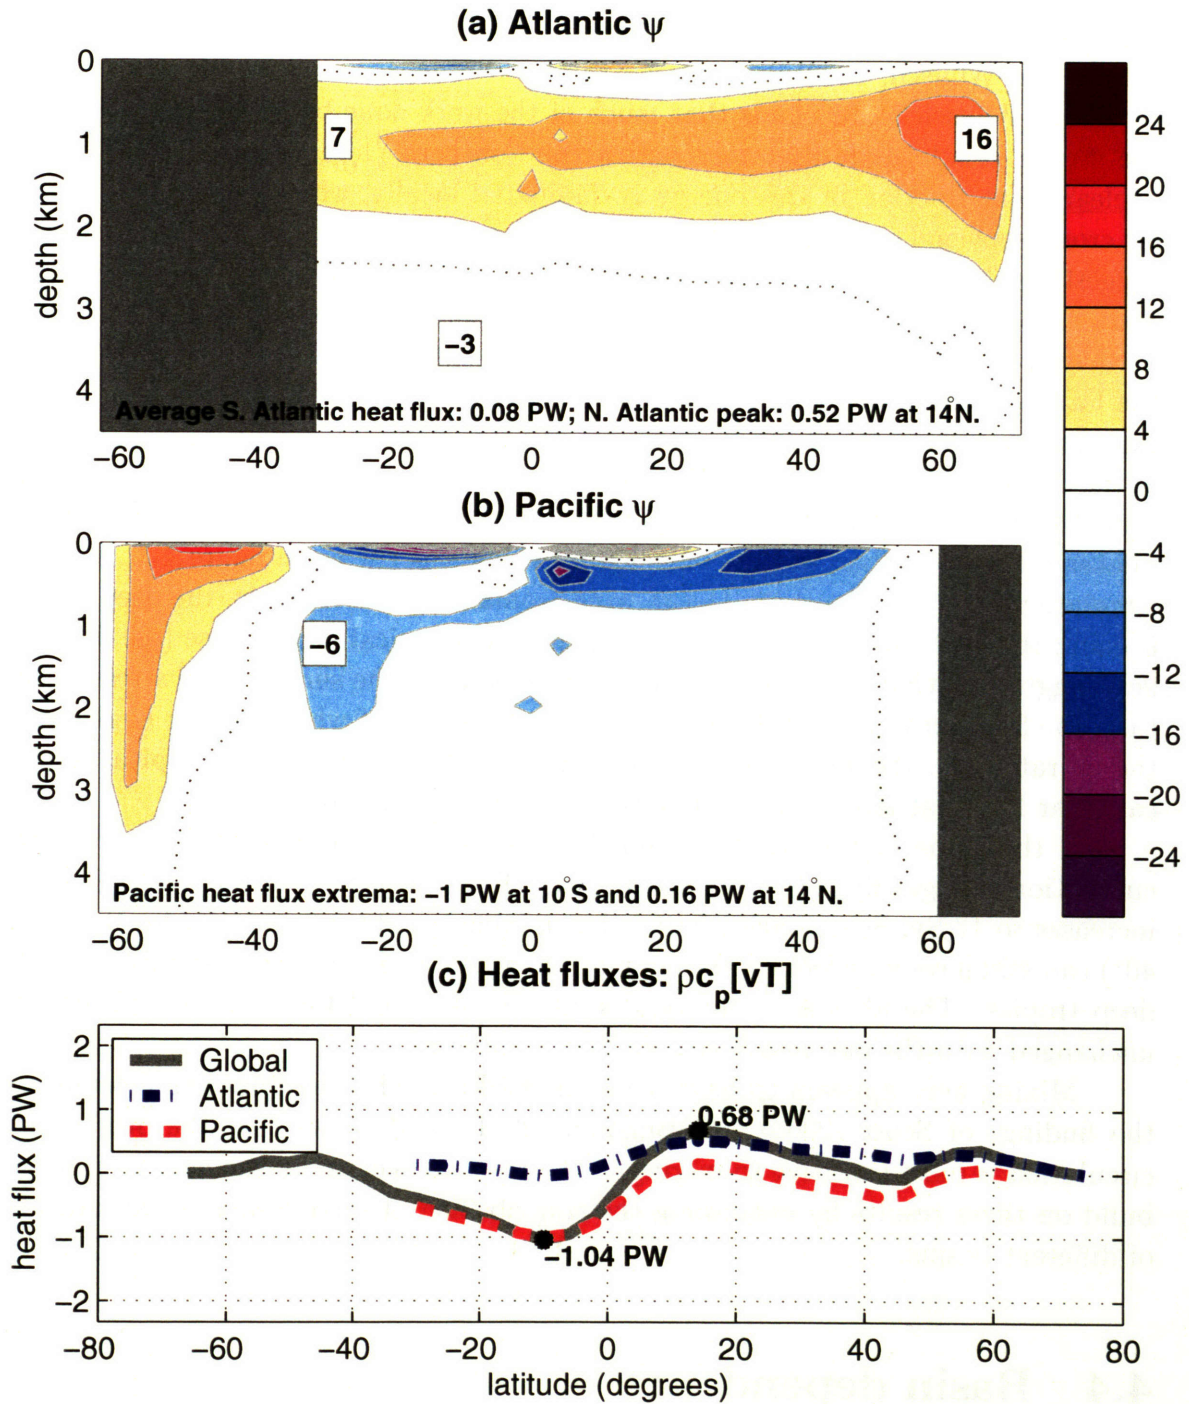 (a) Atlantic ψ
0
1
2
3
4
depth (km)
7
16
−3
Average S. Atlantic heat flux: 0.08 PW; N. Atlantic peak: 0.52 PW at 14°N.
−60 −40 −20 0 20 40 60
24
20
16
12
8
4
0
−4
−8
−12
−16
−20
−24
(b) Pacific ψ
0
1
2
3
4
depth (km)
−6
Pacific heat flux extrema: −1 PW at 10°S and 0.16 PW at 14°N.
−60 −40 −20 0 20 40 60
(c) Heat fluxes: ρcp[vT]
2
1
0
−1
−2
heat flux (PW)
Global
Atlantic
Pacific
0.68 PW
−1.04 PW
−80 −60 −40 −20 0 20 40 60 80
latitude (degrees)